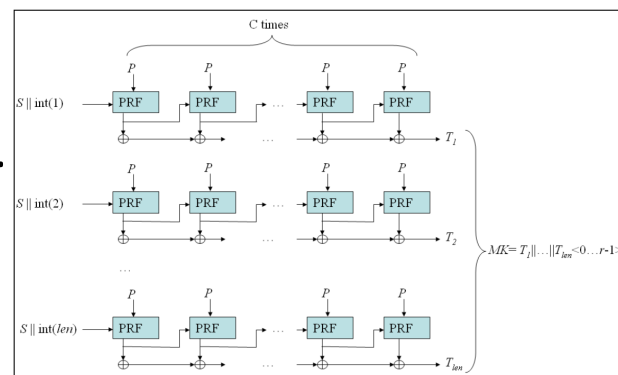 C times
P P P P
S || int(1) PRF PRF ... PRF PRF
... T1
P P P P
S || int(2) PRF PRF ... PRF PRF
... T2
MK= T1||...||Tlen<0...r-1>
...
P P P P
S || int(len) PRF PRF ... PRF PRF
... Tlen